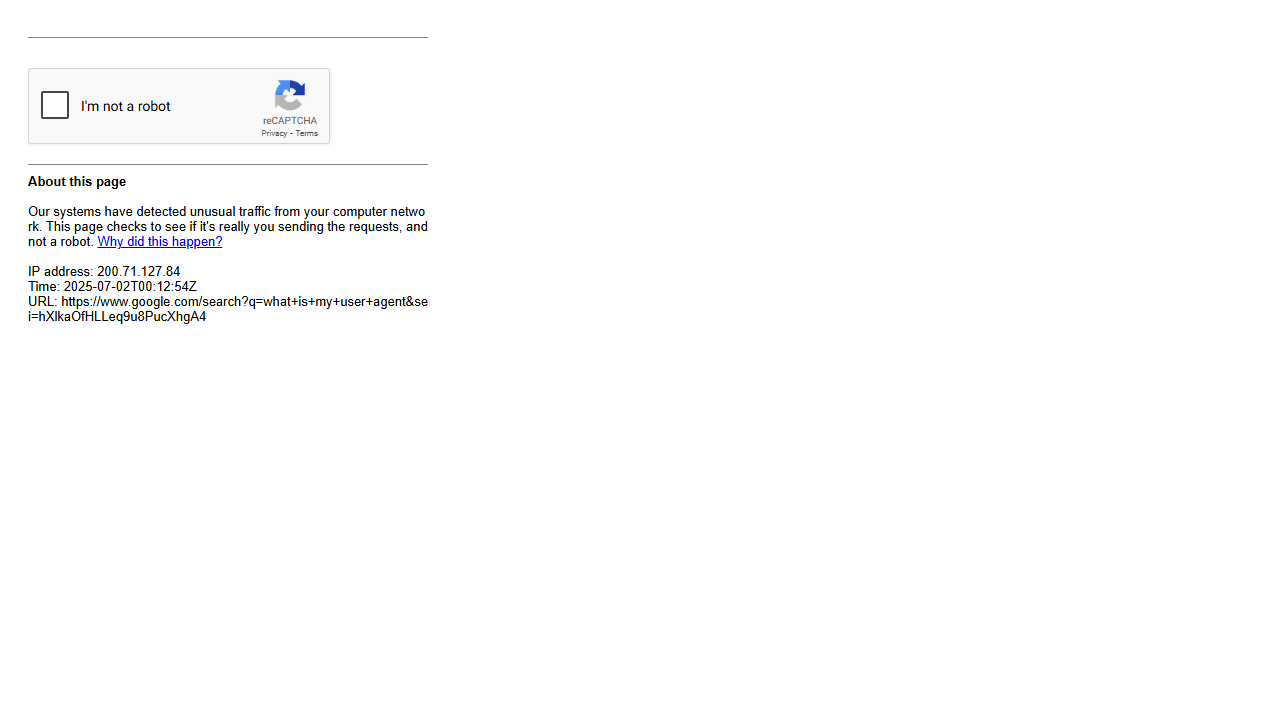 I'm not a robot
reCAPTCHA
Privacy - Terms
About this page
Our systems have detected unusual traffic from your computer netwo
rk. This page checks to see if it's really you sending the requests, and
not a robot. Why did this happen?
IP address: 200.71.127.84
Time: 2025-07-02T00:12:54Z
URL: https://www.google.com/search?q=what+is+my+user+agent&se
i=hXlkaOfHLLeq9u8PucXhgA4